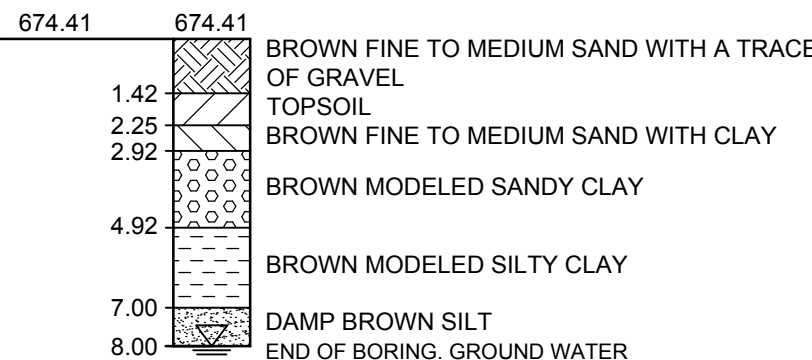 674.41 674.41
BROWN FINE TO MEDIUM SAND WITH A TRACE
OF GRAVEL
1.42
TOPSOIL
2.25
BROWN FINE TO MEDIUM SAND WITH CLAY
2.92
BROWN MODELED SANDY CLAY
4.92
BROWN MODELED SILTY CLAY
7.00
DAMP BROWN SILT
8.00
END OF BORING, GROUND WATER